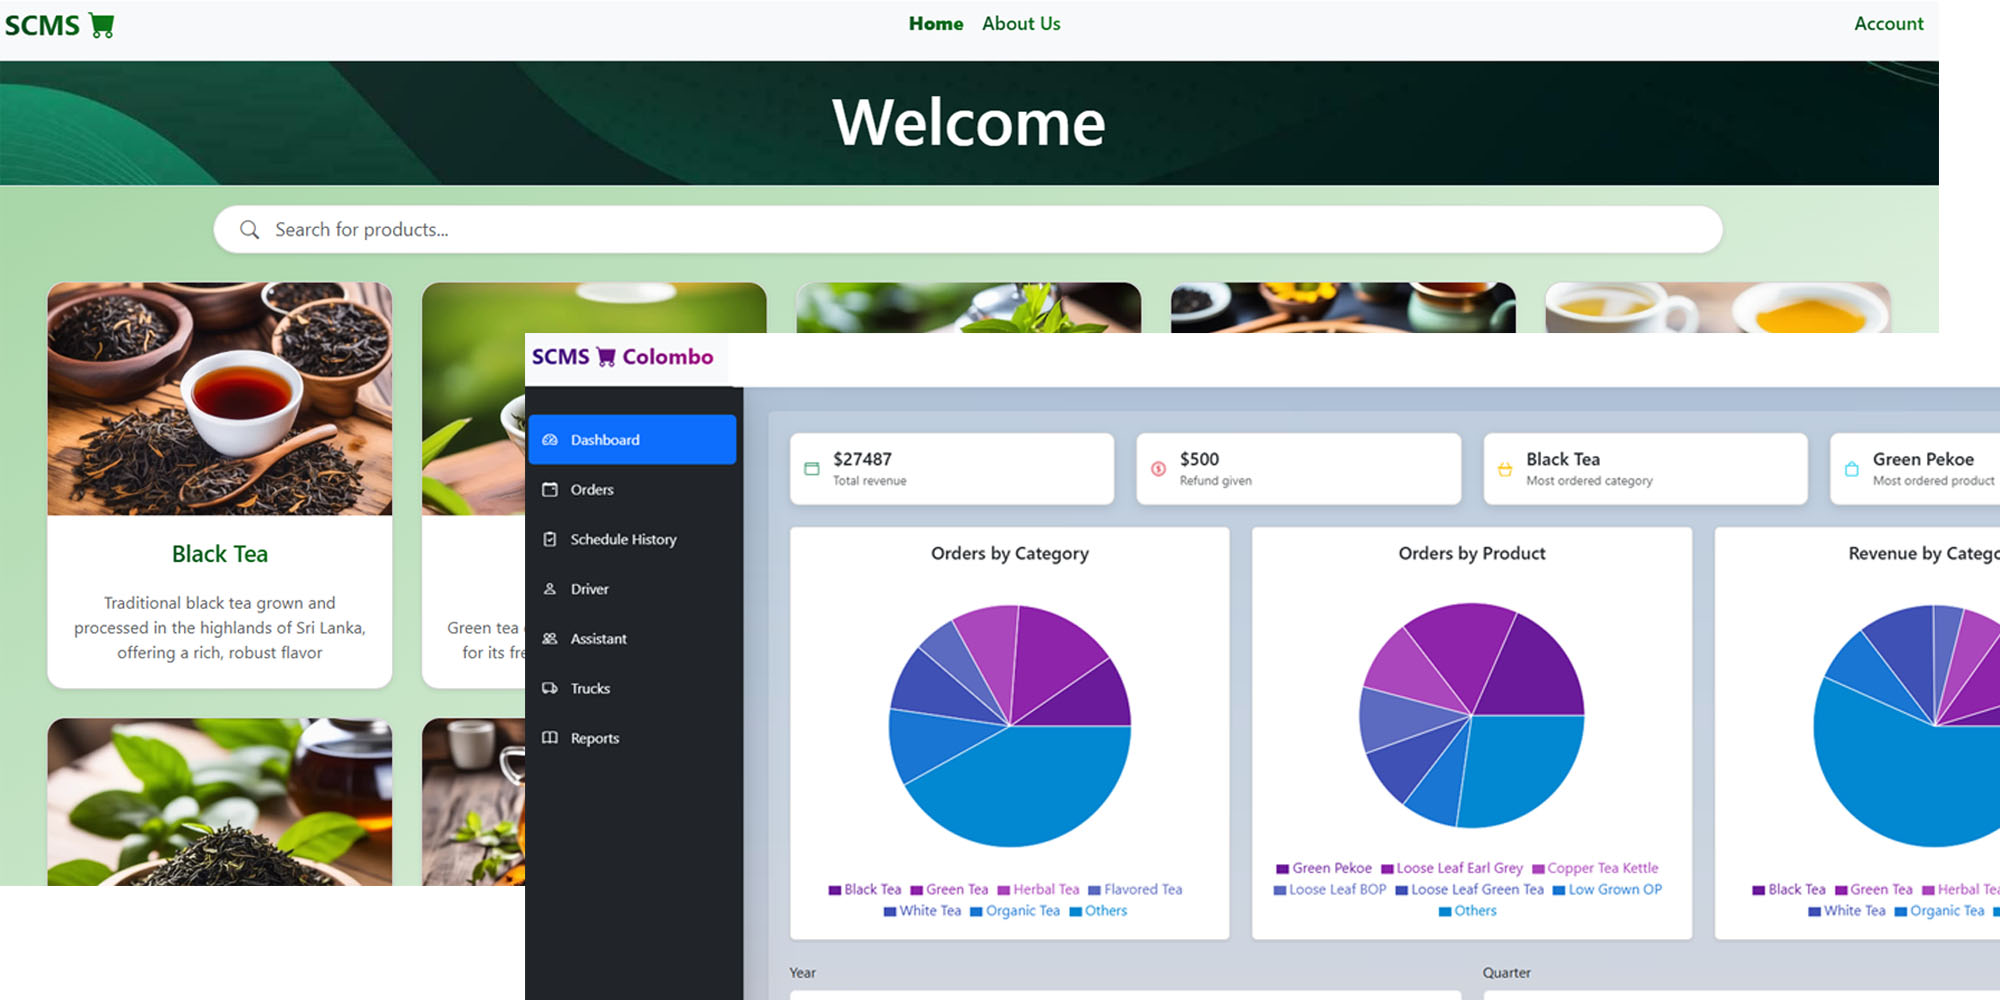 SCMS
Home About Us
Account
Welcome
Search for products...
Black Tea
Traditional black tea grown and
processed in the highlands of Sri Lanka,
offering a rich, robust flavor
Green tea
for its
SCMS Colombo
Dashboard
Orders
Schedule History
Driver
Assistant
Trucks
Reports
$27487
Total revenue
$500
Refund given
Black Tea
Most ordered category
Green Pekoe
Most ordered product
Orders by Category
Black Tea Green Tea Herbal Tea Flavored Tea
White Tea Organic Tea Others
Orders by Product
Green Pekoe Loose Leaf Earl Grey Copper Tea Kettle
Loose Leaf BOP Loose Leaf Green Tea Low Grown OP
Others
Revenue by Catego
Black Tea Green Tea Herbal Tea
White Tea Organic Tea
Year
Quarter